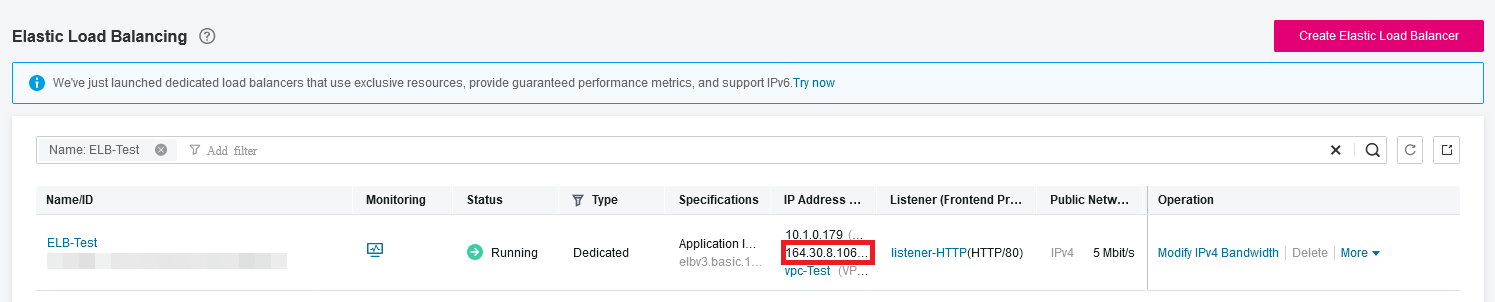 Elastic Load Balancing ?
Create Elastic Load Balancer
We've just launched dedicated load balancers that use exclusive resources, provide guaranteed performance metrics, and support IPv6.Try now
Name: ELB-Test Add filter
Name/ID Monitoring Status Type Specifications IP Address ... Listener (Frontend Pr... Public Netw... Operation
ELB-Test
Running
Dedicated
Application l...
elbv3.basic.1...
10.1.0.179 (...
164.30.8.106...
vpc-Test (VP...
listener-HTTP(HTTP/80)
IPv4 5 Mbit/s
Modify IPv4 Bandwidth Delete More